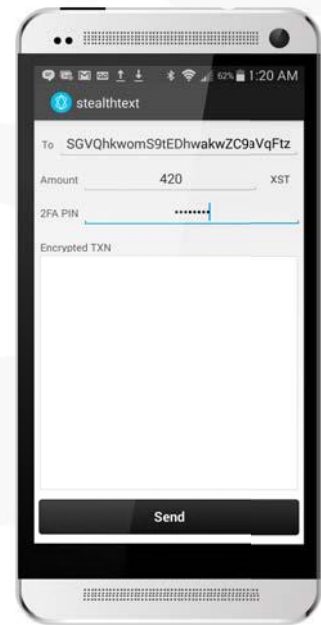 62% 1:20 AM
stealthtext
To SGVQhkwomS9tEDhwakwZC9aVqFtz
Amount 420 XST
2FA PIN ••••••••
Encrypted TXN
Send